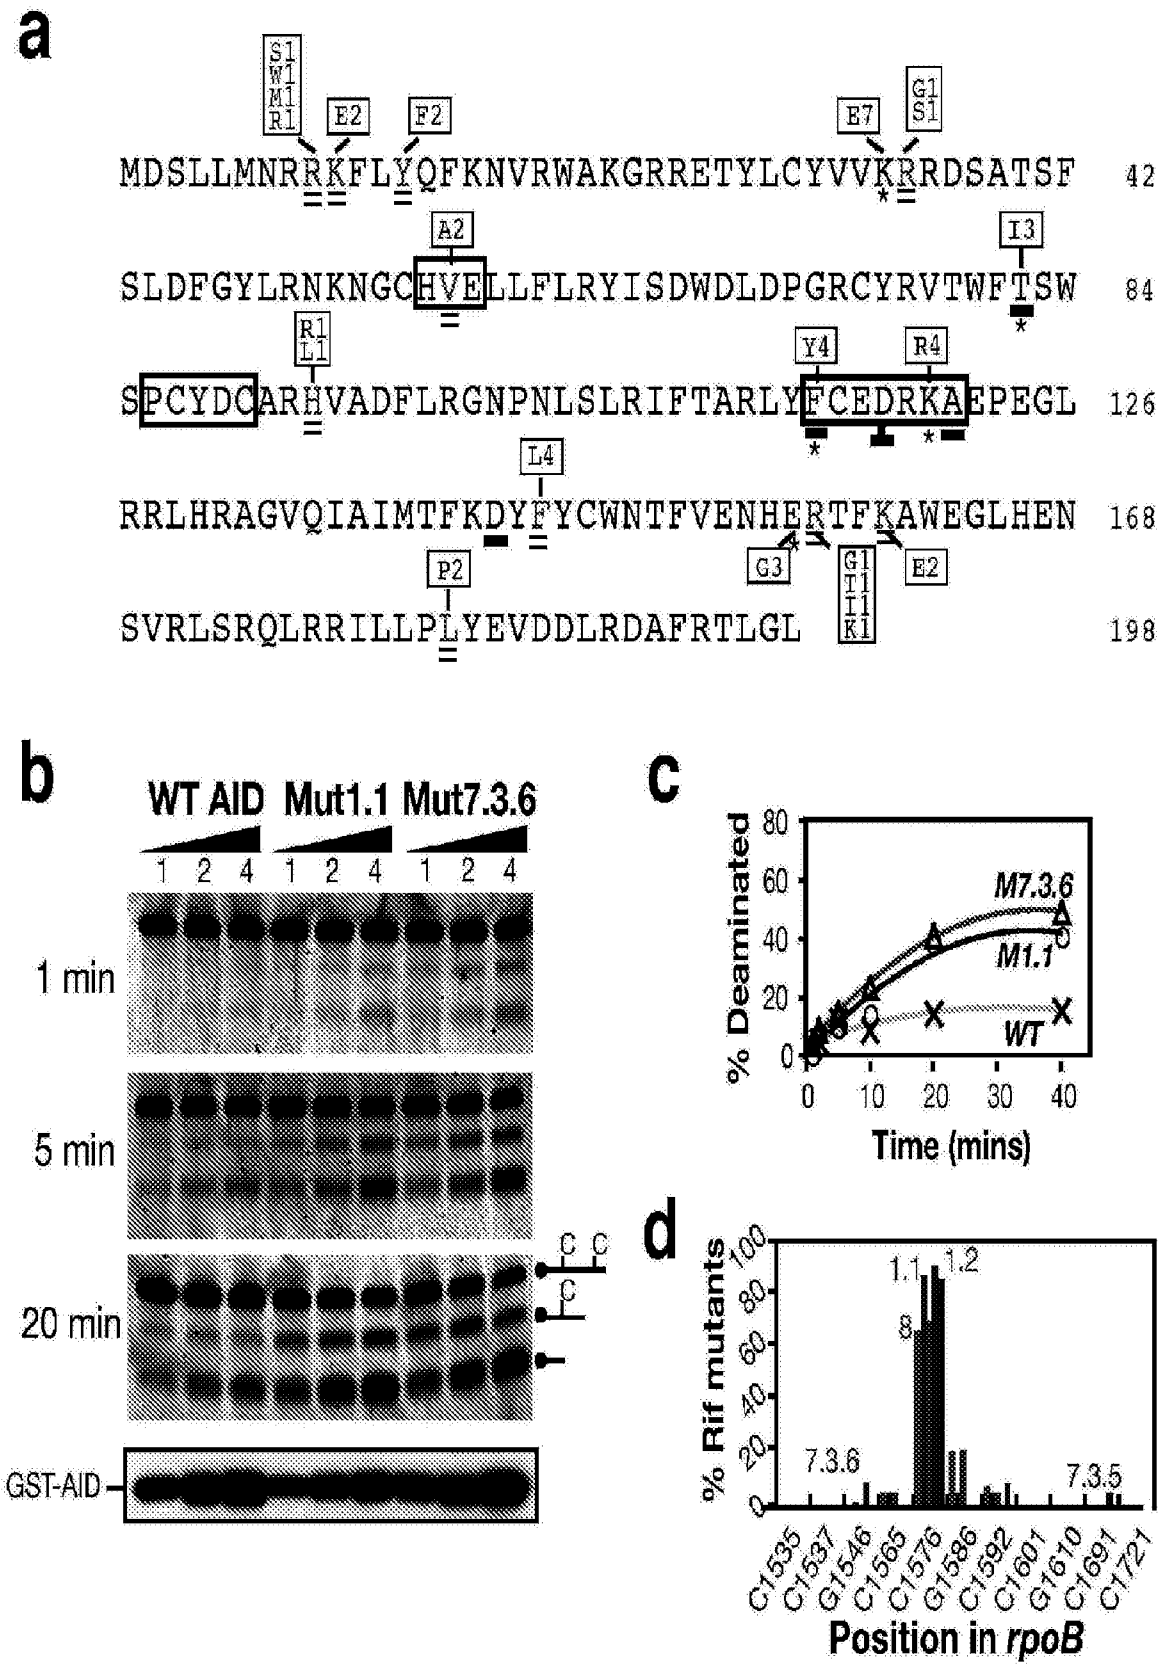 a
S1
W1
M1
R1
E2
F2
E7
G1
S1
MDSLLMNRRKFLYQFKNVRWAKGRRETYLCYVVKRRDSATSF 42
* 
A2
I3
SLDFGYLRNKNGCHVELLFLRYISDWDLDPGRCYRVTWFTSW 84
*
R1
L1
Y4
R4
SPCYDCARHVADFLRGNPNLSLRIFTARLYFCEDRKAEPEGL 126
* *
L4
RRLHRAGVQIAIMTFKDYFYCWNTFVENHERTFKAWEGLHEN 168
*
P2
G3
G1
T1
I1
K1
E2
SVRLSRQLRRILLPLYEVDDLRDAFRTLGL 198
b
WT AID Mut1.1 Mut7.3.6
1 2 4 1 2 4 1 2 4
1 min
5 min
20 min
C C
C
GST-AID
c
% Deaminated
80
60
40
20
0
M7.3.6
M1.1
WT
0 10 20 30 40
Time (mins)
d
% Rif mutants
100
80
60
40
20
0
1.1
1.2
8
7.3.6
7.3.5
C1535 C1537 G1546 C1565 C1576 G1586 C1592 C1601 G1610 C1691 C1721
Position in rpoB